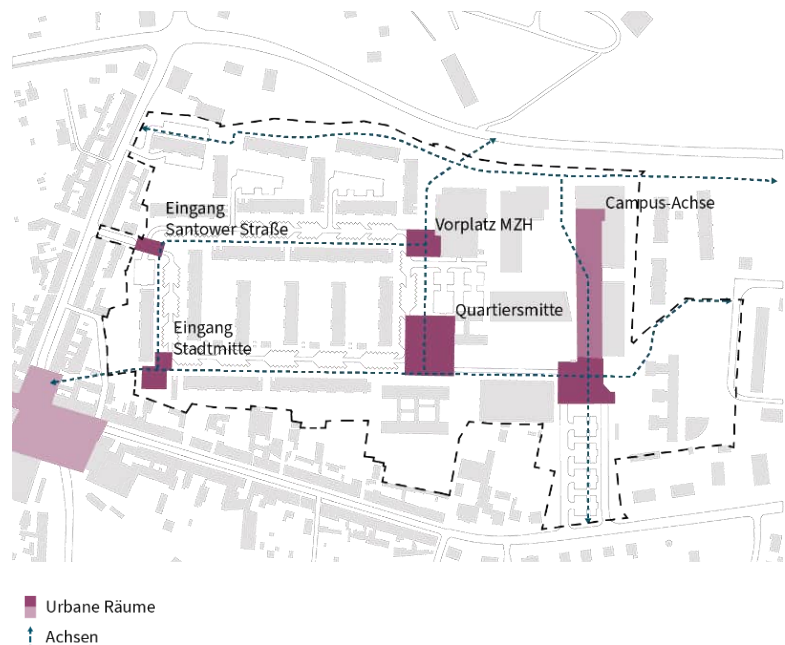 Eingang
Santower Straße
Vorplatz MZH
Campus-Achse
Quartiersmitte
Eingang
Stadtmitte
Urbane Räume
Achsen